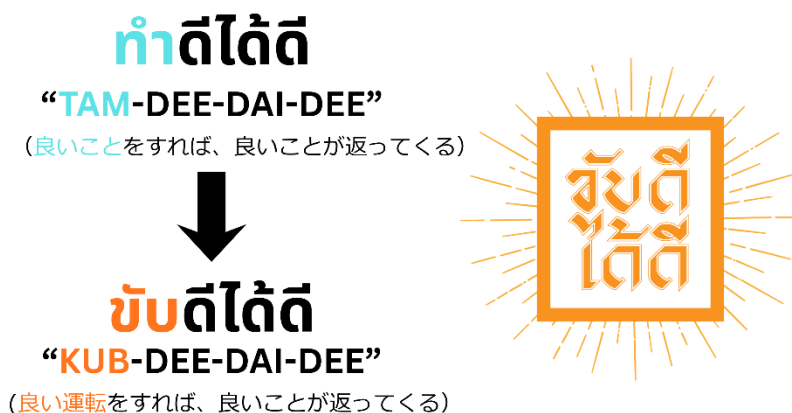 ทำดีได้ดี
“TAM-DEE-DAI-DEE”
（良いことをすれば、良いことが返ってくる）
ขับดีได้ดี
“KUB-DEE-DAI-DEE”
（良い運転をすれば、良いことが返ってくる）
ขับดี
ได้ดี